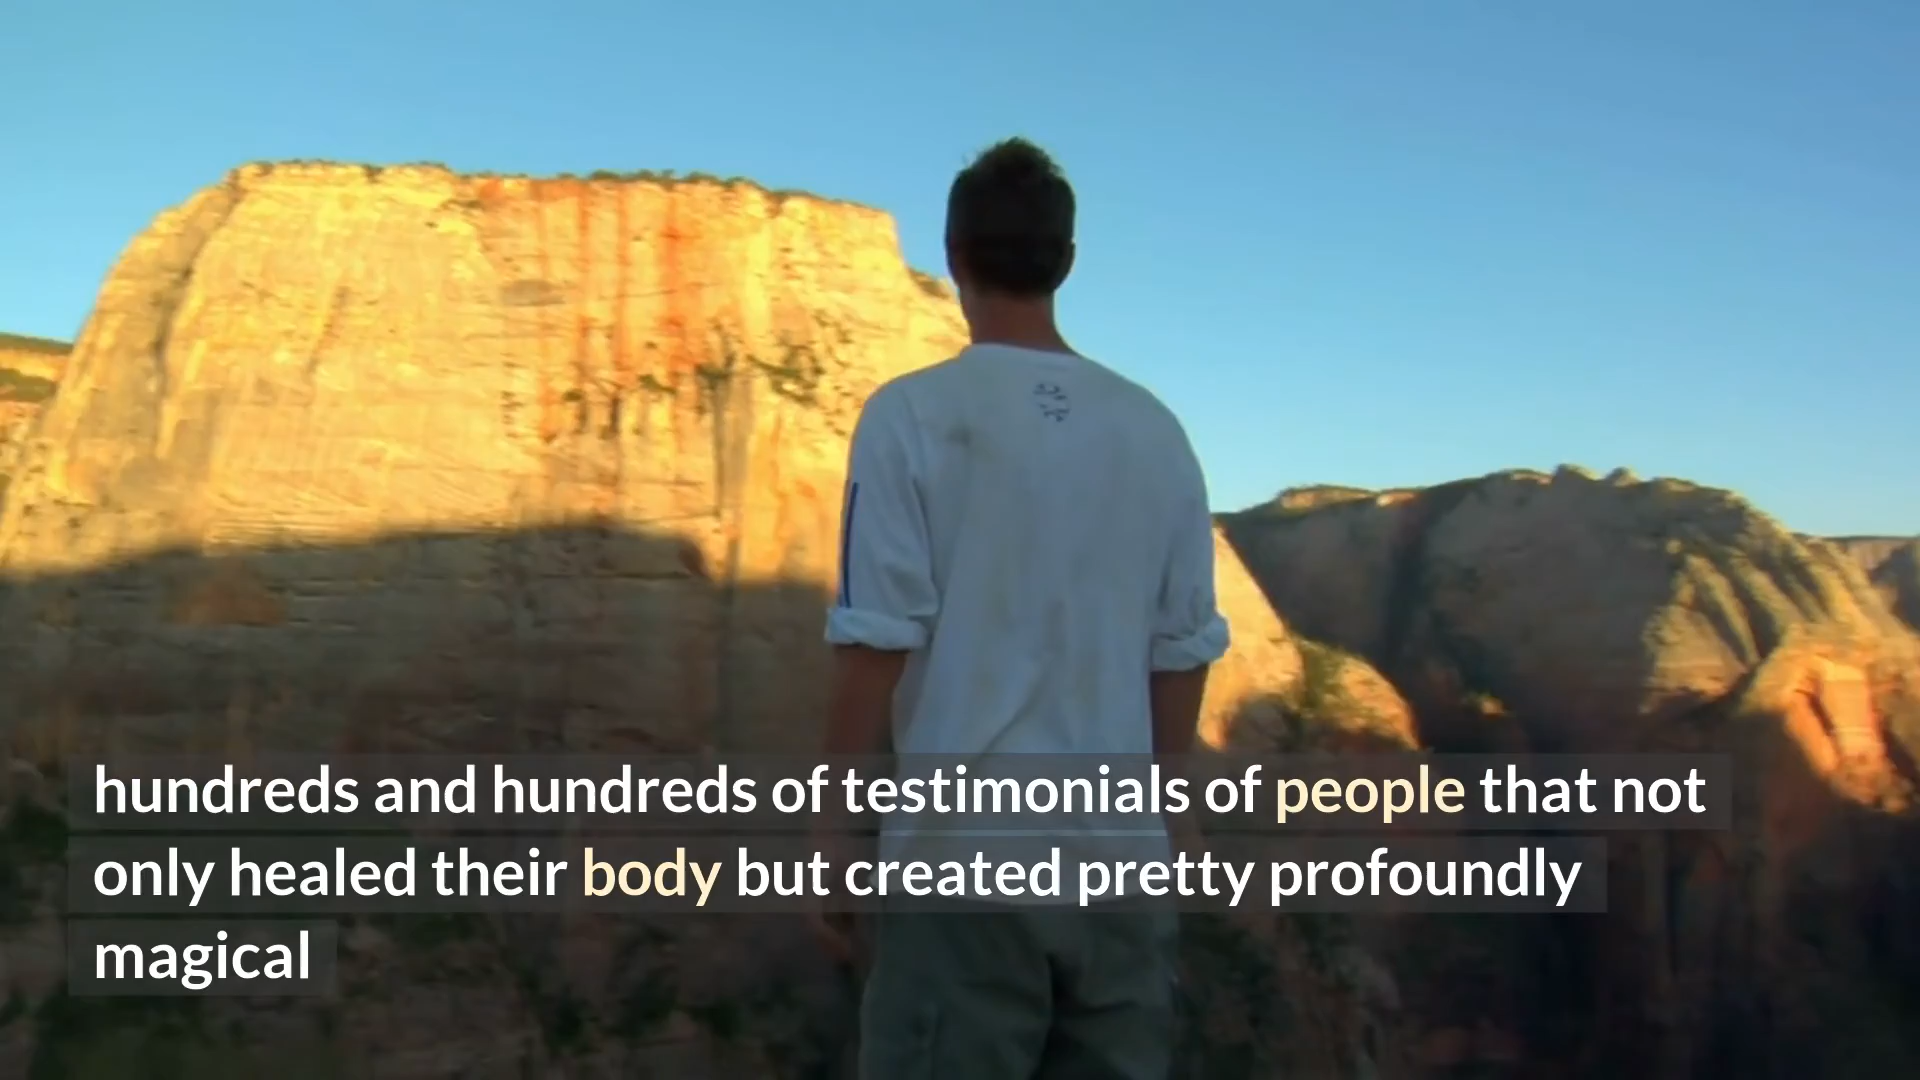 hundreds and hundreds of testimonials of people that not
only healed their body but created pretty profoundly
magical